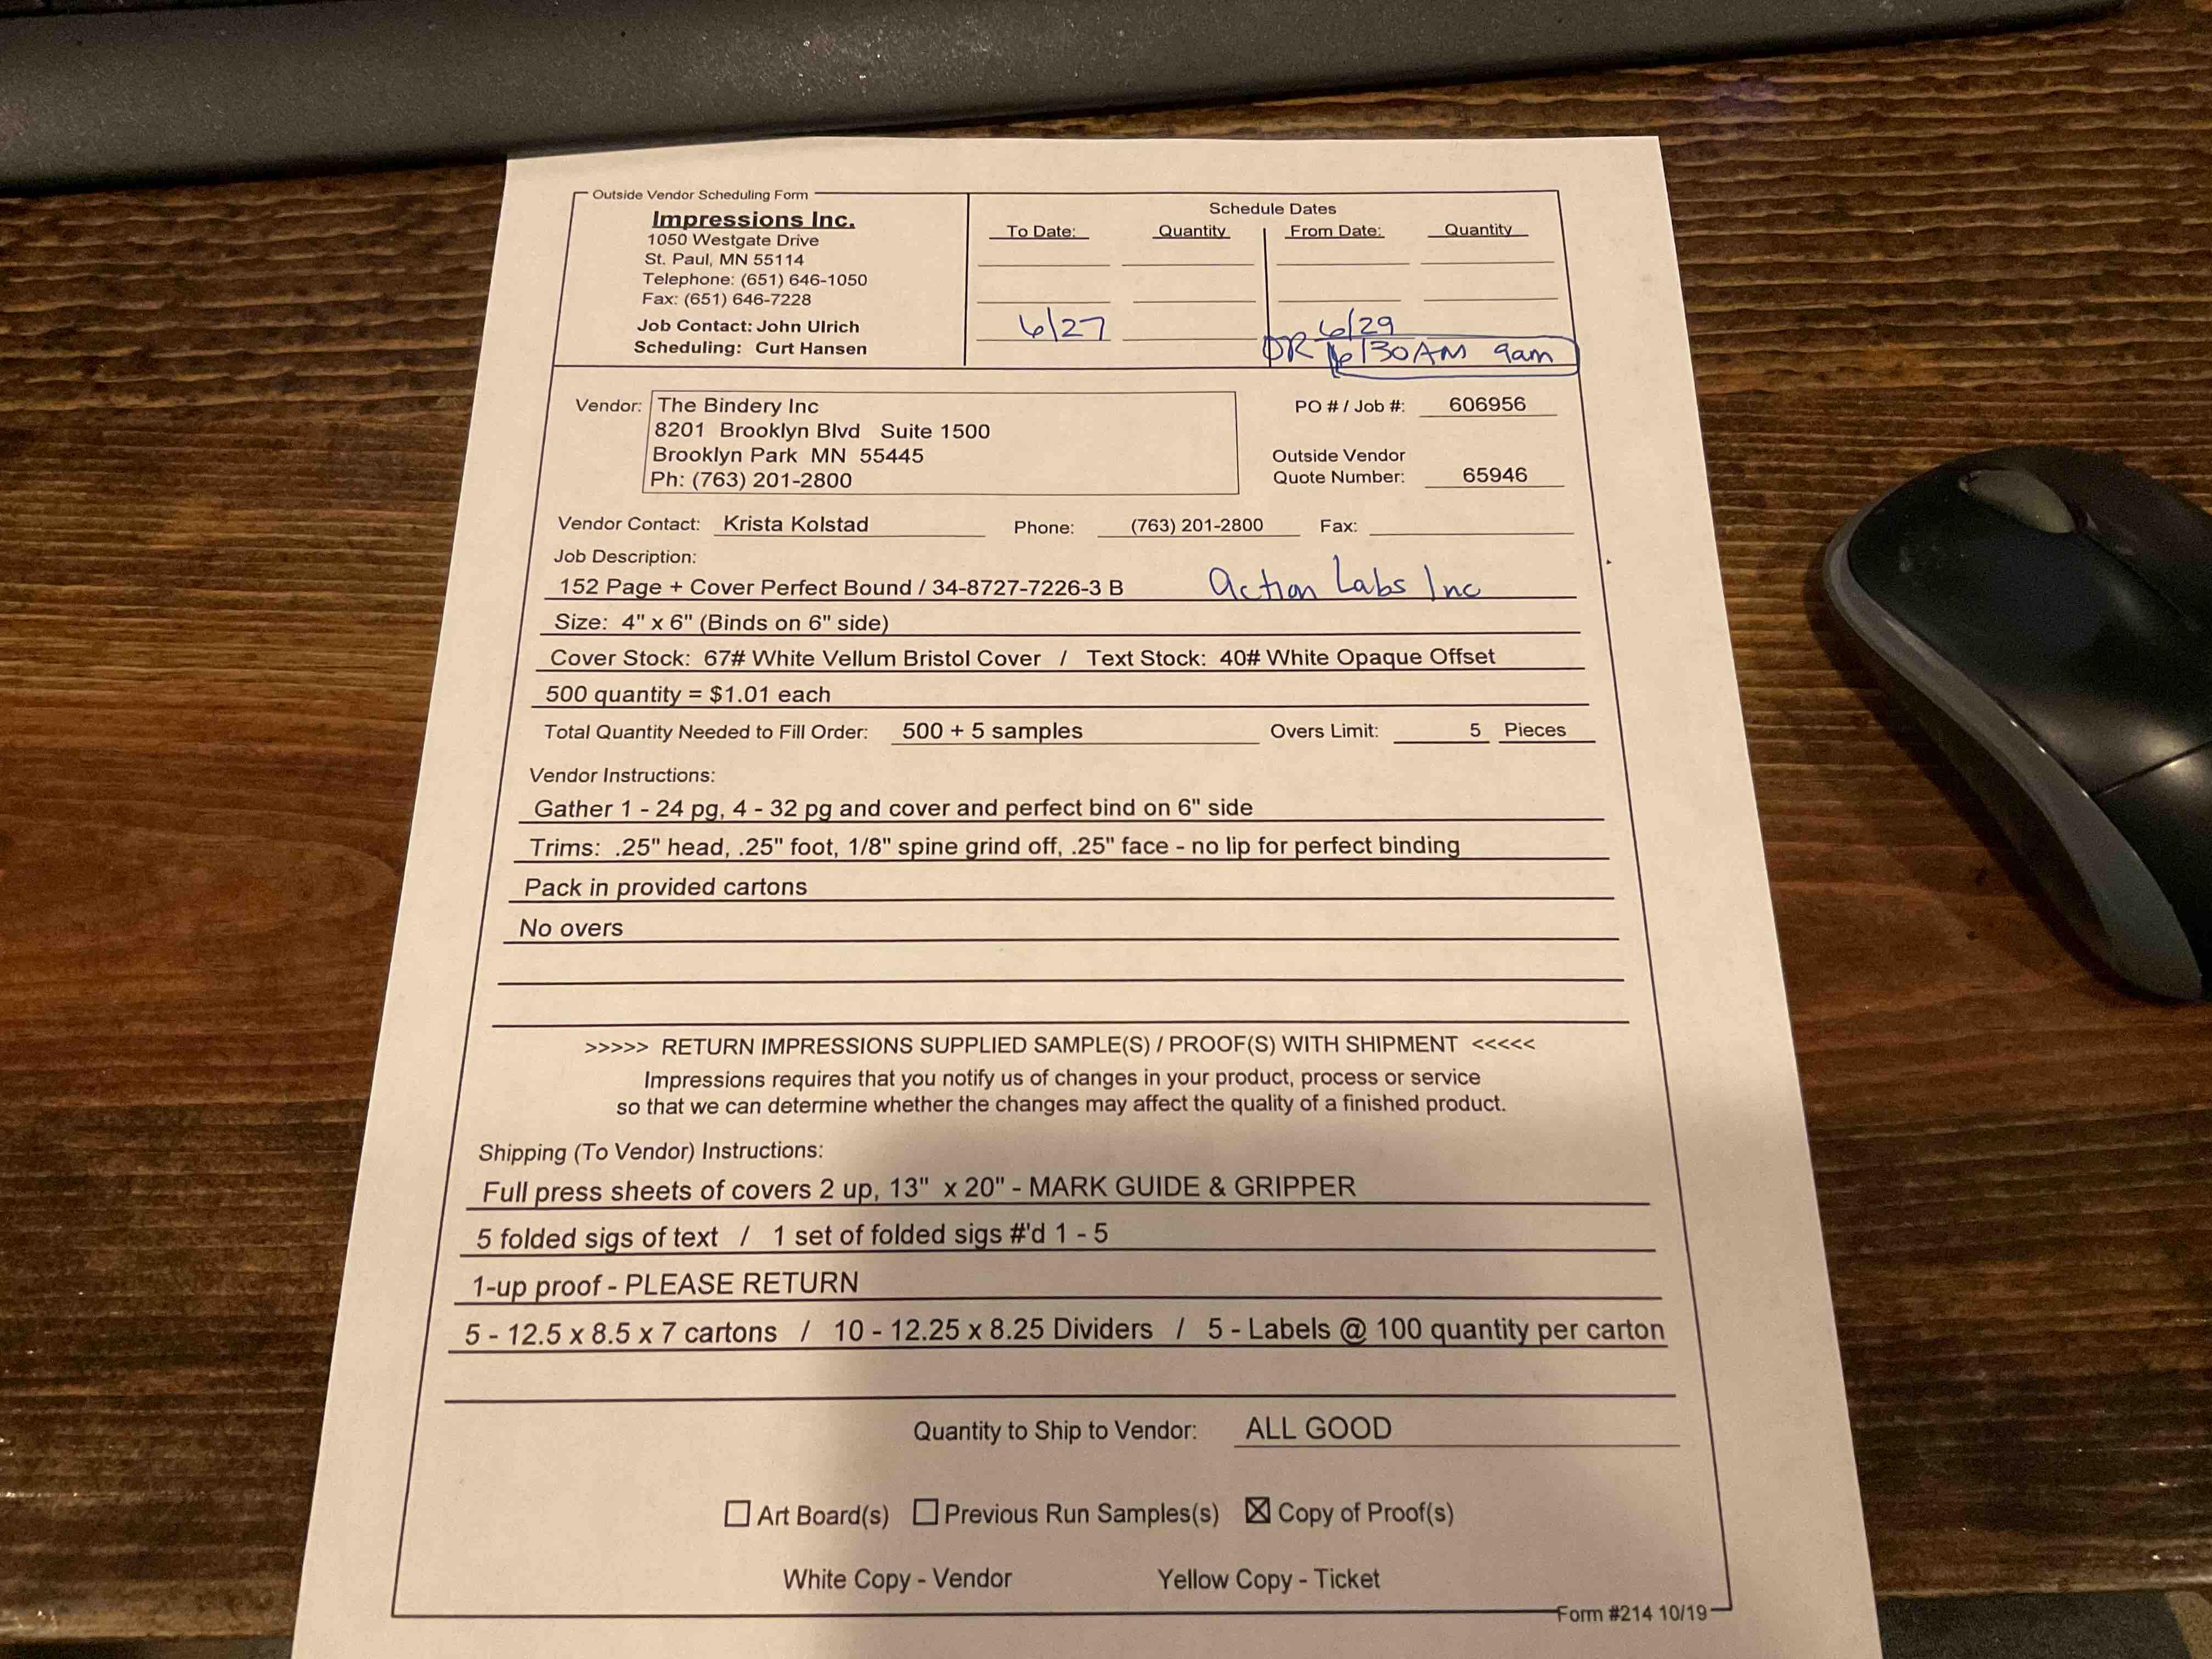 Outside Vendor Scheduling Form
Impressions Inc.
1050 Westgate Drive
St. Paul, MN 55114
Telephone: (651) 646-1050
Fax: (651) 646-7228
Job Contact: John Ulrich
Scheduling: Curt Hansen
Schedule Dates
To Date: Quantity From Date: Quantity
6/27 6/29
OR 6/30 AM 9am
Vendor: The Bindery Inc
8201 Brooklyn Blvd Suite 1500
Brooklyn Park MN 55445
Ph: (763) 201-2800
PO # / Job #: 606956
Outside Vendor
Quote Number: 65946
Vendor Contact: Krista Kolstad Phone: (763) 201-2800 Fax:
Job Description:
152 Page + Cover Perfect Bound / 34-8727-7226-3 B Action Labs Inc
Size: 4" x 6" (Binds on 6" side)
Cover Stock: 67# White Vellum Bristol Cover / Text Stock: 40# White Opaque Offset
500 quantity = $1.01 each
Total Quantity Needed to Fill Order: 500 + 5 samples Overs Limit: 5 Pieces
Vendor Instructions:
Gather 1 - 24 pg, 4 - 32 pg and cover and perfect bind on 6" side
Trims: .25" head, .25" foot, 1/8" spine grind off, .25" face - no lip for perfect binding
Pack in provided cartons
No overs
>>>>> RETURN IMPRESSIONS SUPPLIED SAMPLE(S) / PROOF(S) WITH SHIPMENT <<<<<
Impressions requires that you notify us of changes in your product, process or service
so that we can determine whether the changes may affect the quality of a finished product.
Shipping (To Vendor) Instructions:
Full press sheets of covers 2 up, 13" x 20" - MARK GUIDE & GRIPPER
5 folded sigs of text / 1 set of folded sigs #'d 1 - 5
1-up proof - PLEASE RETURN
5 - 12.5 x 8.5 x 7 cartons / 10 - 12.25 x 8.25 Dividers / 5 - Labels @ 100 quantity per carton
Quantity to Ship to Vendor: ALL GOOD
☐ Art Board(s) ☐ Previous Run Samples(s) ☒ Copy of Proof(s)
White Copy - Vendor Yellow Copy - Ticket
Form #214 10/19